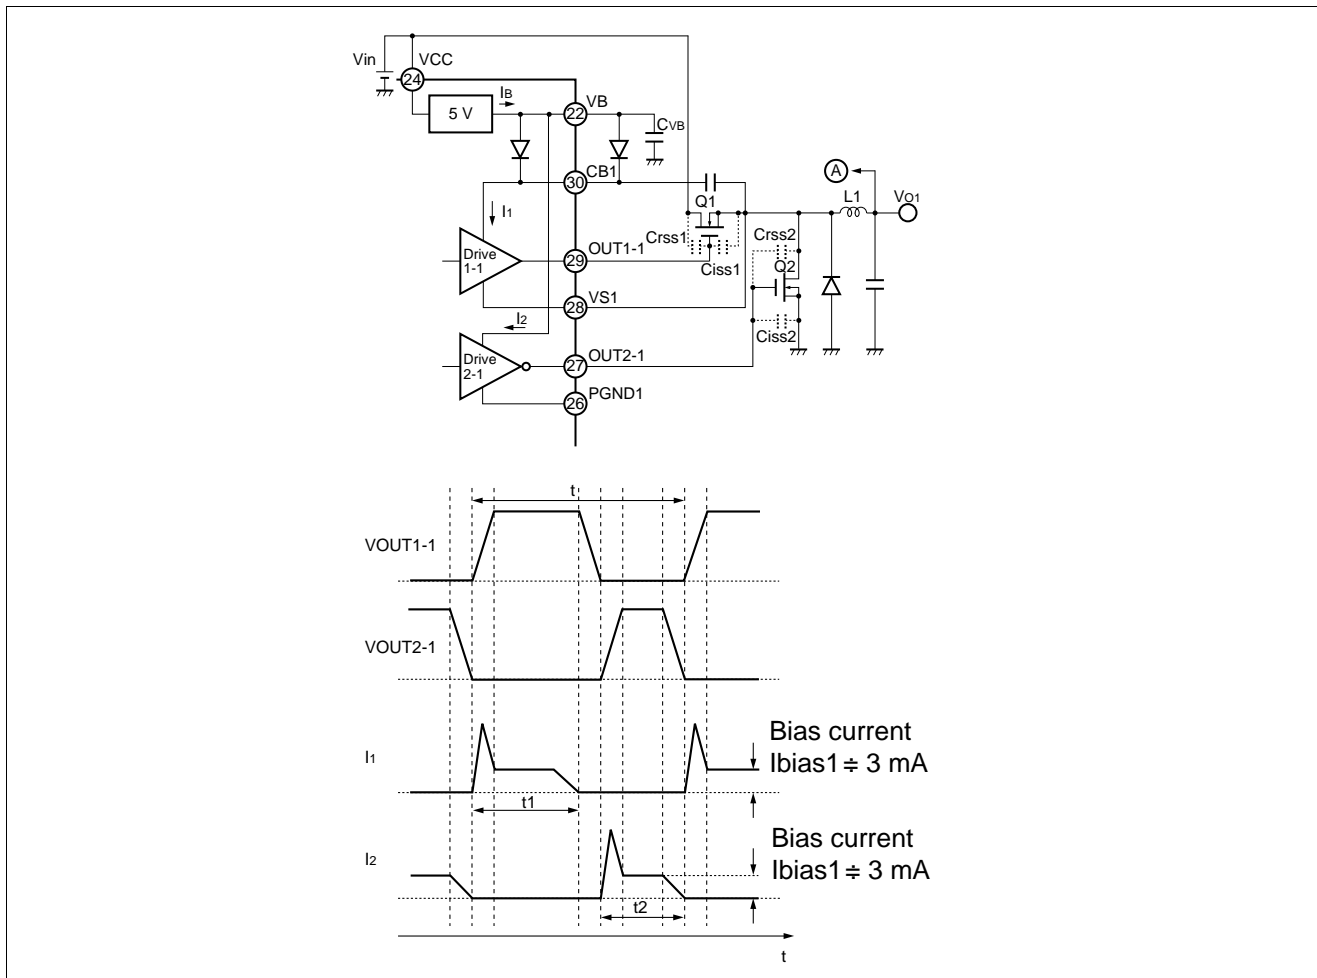 Vin
VCC
24
5 V
IB
VB
22
CVB
CB1
30
I1
Drive
1-1
OUT1-1
29
Q1
Crss1
Ciss1
A
L1
VO1
Crss2
Q2
Ciss2
VS1
28
I2
Drive
2-1
OUT2-1
27
PGND1
26
t
VOUT1-1
VOUT2-1
I1
t1
Bias current
Ibias1 ≑ 3 mA
I2
t2
Bias current
Ibias1 ≑ 3 mA
t